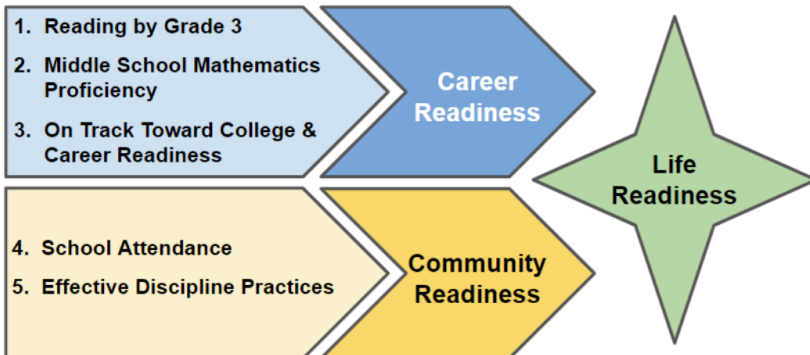 1. Reading by Grade 3
2. Middle School Mathematics
Proficiency
3. On Track Toward College &
Career Readiness
Career
Readiness
4. School Attendance
5. Effective Discipline Practices
Community
Readiness
Life
Readiness